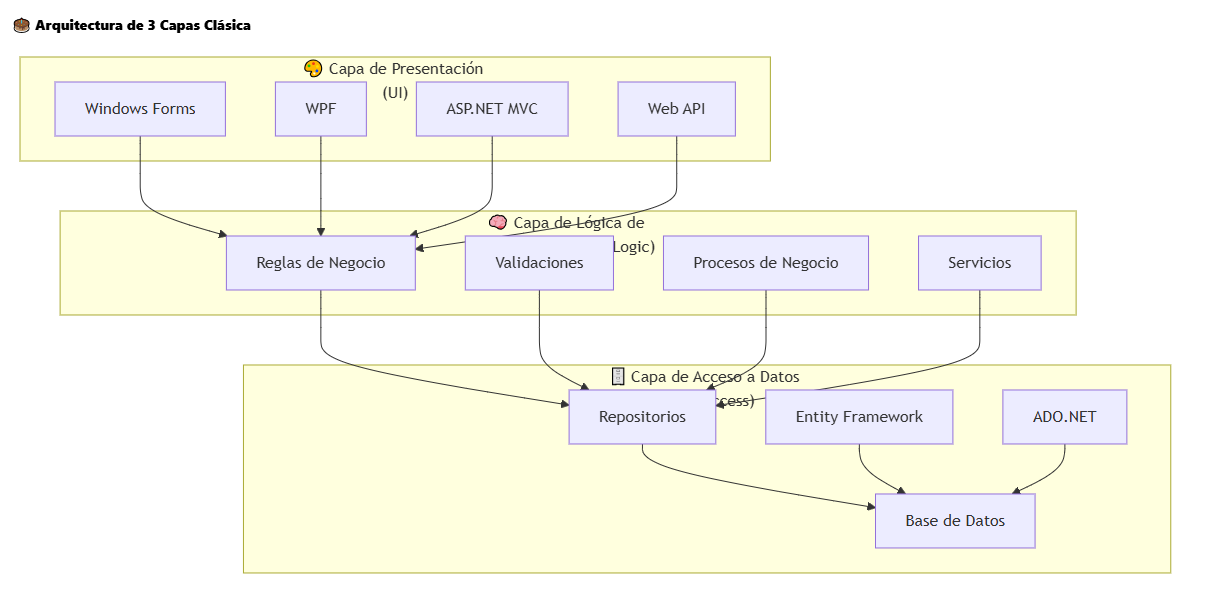 Arquitectura de 3 Capas Clásica
Capa de Presentación
(UI)
Windows Forms
WPF
ASP.NET MVC
Web API
Capa de Lógica de
Logic)
Reglas de Negocio
Validaciones
Procesos de Negocio
Servicios
Capa de Acceso a Datos
Repositorios
Entity Framework
ADO.NET
Base de Datos